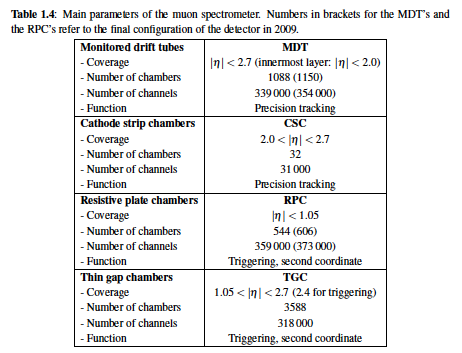 Table 1.4: Main parameters of the muon spectrometer. Numbers in brackets for the MDT's and
the RPC's refer to the final configuration of the detector in 2009.
Monitored drift tubes MDT
- Coverage |η| < 2.7 (innermost layer: |η| < 2.0)
- Number of chambers 1088 (1150)
- Number of channels 339 000 (354 000)
- Function Precision tracking
Cathode strip chambers CSC
- Coverage 2.0 < |η| < 2.7
- Number of chambers 32
- Number of channels 31 000
- Function Precision tracking
Resistive plate chambers RPC
- Coverage |η| < 1.05
- Number of chambers 544 (606)
- Number of channels 359 000 (373 000)
- Function Triggering, second coordinate
Thin gap chambers TGC
- Coverage 1.05 < |η| < 2.7 (2.4 for triggering)
- Number of chambers 3588
- Number of channels 318 000
- Function Triggering, second coordinate